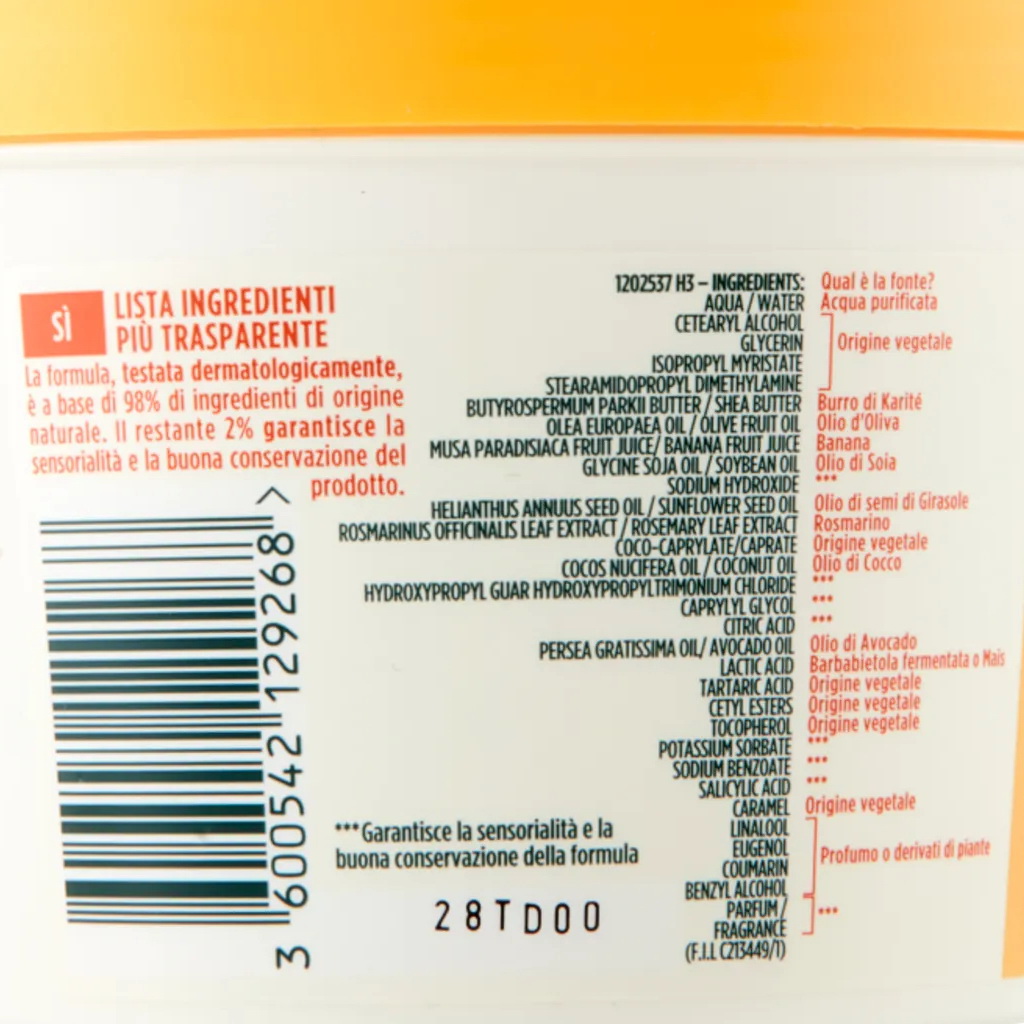 SÌ
LISTA INGREDIENTI
PIÙ TRASPARENTE
La formula, testata dermatologicamente,
è a base di 98% di ingredienti di origine
naturale. Il restante 2% garantisce la
sensorialità e la buona conservazione del
prodotto.
3 600542 129268 >
1202537 H3 – INGREDIENTS: Qual è la fonte?
AQUA / WATER Acqua purificata
CETEARYL ALCOHOL
GLYCERIN Origine vegetale
ISOPROPYL MYRISTATE
STEARAMIDOPROPYL DIMETHYLAMINE
BUTYROSPERMUM PARKII BUTTER / SHEA BUTTER Burro di Karité
OLEA EUROPAEA OIL / OLIVE FRUIT OIL Olio d'Oliva
MUSA PARADISIACA FRUIT JUICE/ BANANA FRUIT JUICE Banana
GLYCINE SOJA OIL / SOYBEAN OIL Olio di Soia
SODIUM HYDROXIDE ***
HELIANTHUS ANNUUS SEED OIL / SUNFLOWER SEED OIL Olio di semi di Girasole
ROSMARINUS OFFICINALIS LEAF EXTRACT / ROSEMARY LEAF EXTRACT Rosmarino
COCO-CAPRYLATE/CAPRATE Origine vegetale
COCOS NUCIFERA OIL / COCONUT OIL Olio di Cocco
HYDROXYPROPYL GUAR HYDROXYPROPYLTRIMONIUM CHLORIDE ***
CAPRYLYL GLYCOL ***
CITRIC ACID ***
PERSEA GRATISSIMA OIL/ AVOCADO OIL Olio di Avocado
LACTIC ACID Barbabietola fermentata o Mais
TARTARIC ACID Origine vegetale
CETYL ESTERS Origine vegetale
TOCOPHEROL Origine vegetale
POTASSIUM SORBATE ***
SODIUM BENZOATE ***
SALICYLIC ACID ***
CARAMEL Origine vegetale
LINALOOL
EUGENOL Profumo o derivati di piante
COUMARIN
BENZYL ALCOHOL
PARFUM / ***
FRAGRANCE
(F.I.L C213449/1)
***Garantisce la sensorialità e la
buona conservazione della formula
28TD00